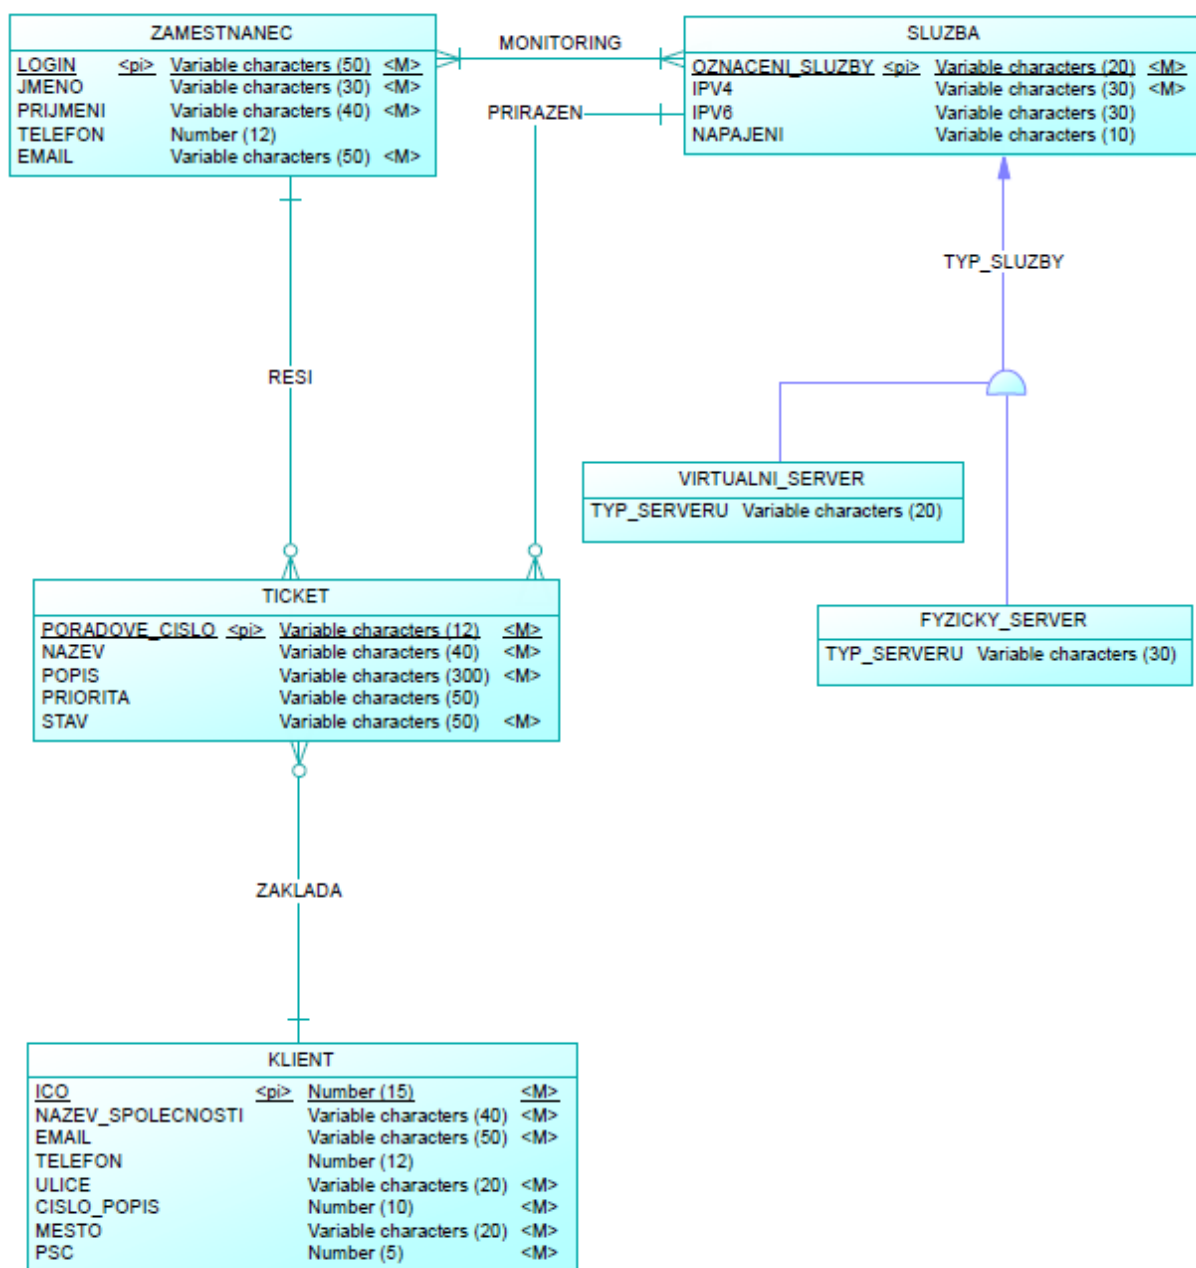 ZAMESTNANEC
LOGIN <pi> Variable characters (50) <M>
JMENO Variable characters (30) <M>
PRIJMENI Variable characters (40) <M>
TELEFON Number (12)
EMAIL Variable characters (50) <M>
MONITORING
PRIRAZEN
SLUZBA
OZNACENI_SLUZBY <pi> Variable characters (20) <M>
IPV4 Variable characters (30) <M>
IPV6 Variable characters (30)
NAPAJENI Variable characters (10)
TYP_SLUZBY
RESI
VIRTUALNI_SERVER
TYP_SERVERU Variable characters (20)
FYZICKY_SERVER
TYP_SERVERU Variable characters (30)
TICKET
PORADOVE_CISLO <pi> Variable characters (12) <M>
NAZEV Variable characters (40) <M>
POPIS Variable characters (300) <M>
PRIORITA Variable characters (50)
STAV Variable characters (50) <M>
ZAKLADA
KLIENT
ICO <pi> Number (15) <M>
NAZEV_SPOLECNOSTI Variable characters (40) <M>
EMAIL Variable characters (50) <M>
TELEFON Number (12)
ULICE Variable characters (20) <M>
CISLO_POPIS Number (10) <M>
MESTO Variable characters (20) <M>
PSC Number (5) <M>